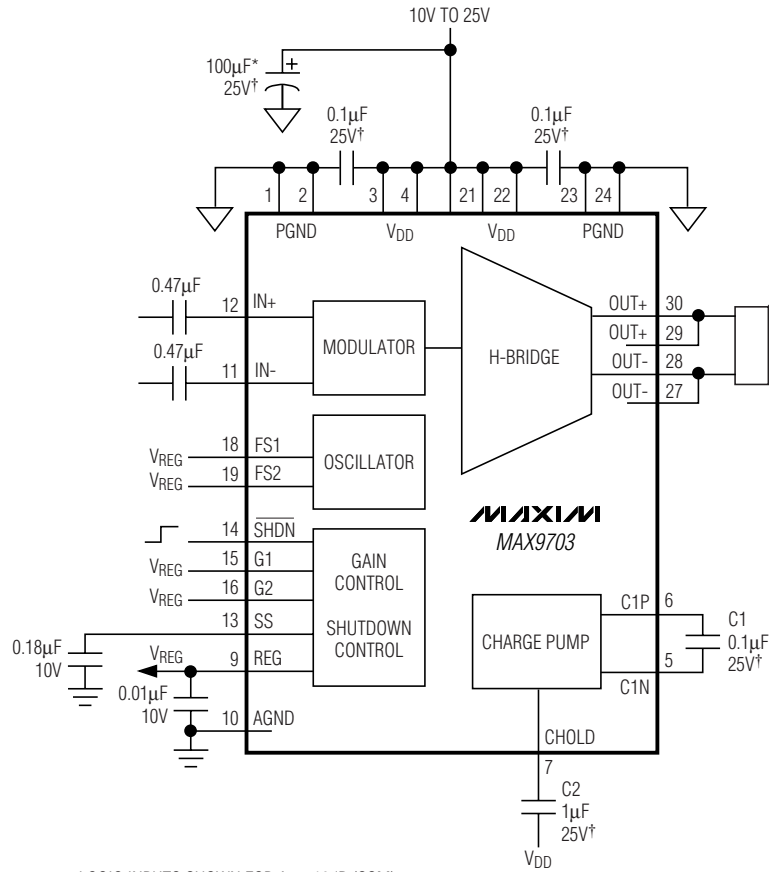 10V TO 25V
100µF*
25V†
+
0.1µF
25V†
0.1µF
25V†
1
2
3
4
21
22
23
24
PGND
VDD
VDD
PGND
0.47µF
12
IN+
0.47µF
11
IN-
MODULATOR
H-BRIDGE
OUT+
30
OUT+
29
OUT-
28
OUT-
27
VREG
18
FS1
VREG
19
FS2
OSCILLATOR
14
SHDN
VREG
15
G1
VREG
16
G2
13
SS
9
REG
GAIN
CONTROL
SHUTDOWN
CONTROL
MAXIM
MAX9703
0.18µF
10V
VREG
0.01µF
10V
10
AGND
CHARGE PUMP
C1P
6
C1
0.1µF
25V†
5
C1N
CHOLD
7
C2
1µF
25V†
VDD